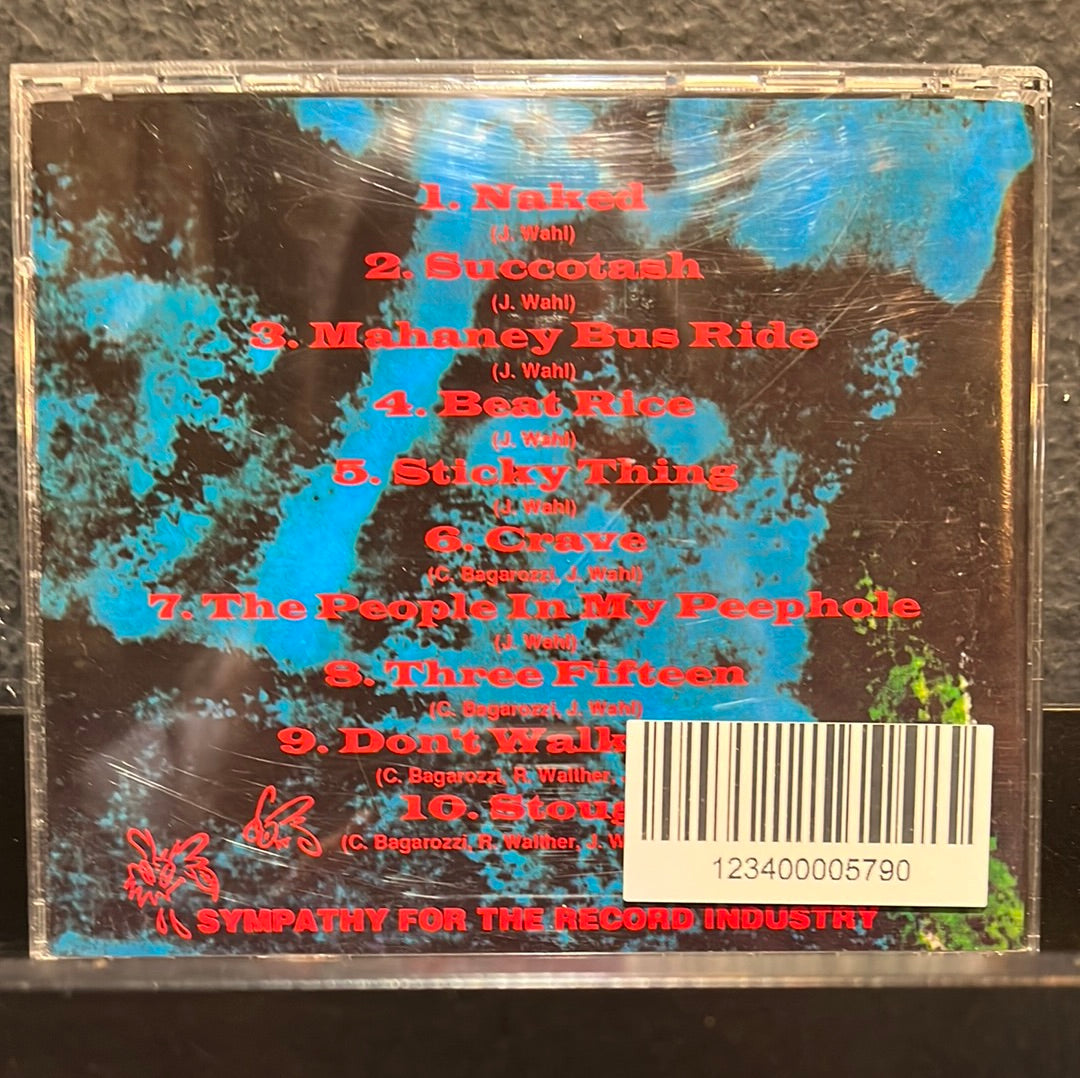 1. Naked
(J. Wahl)
2. Succotash
(J. Wahl)
3. Mahaney Bus Ride
(J. Wahl)
4. Beat Rice
(J. Wahl)
5. Sticky Thing
(J. Wahl)
6. Crave
(C. Bagarozzi, J. Wahl)
7. The People In My Peephole
(J. Wahl)
8. Three Fifteen
(C. Bagarozzi, J. Wahl)
9. Don't Walk
(C. Bagarozzi, R. Walther,
10. Stoug
(C. Bagarozzi, R. Walther, J. W
123400005790
SYMPATHY FOR THE RECORD INDUSTRY